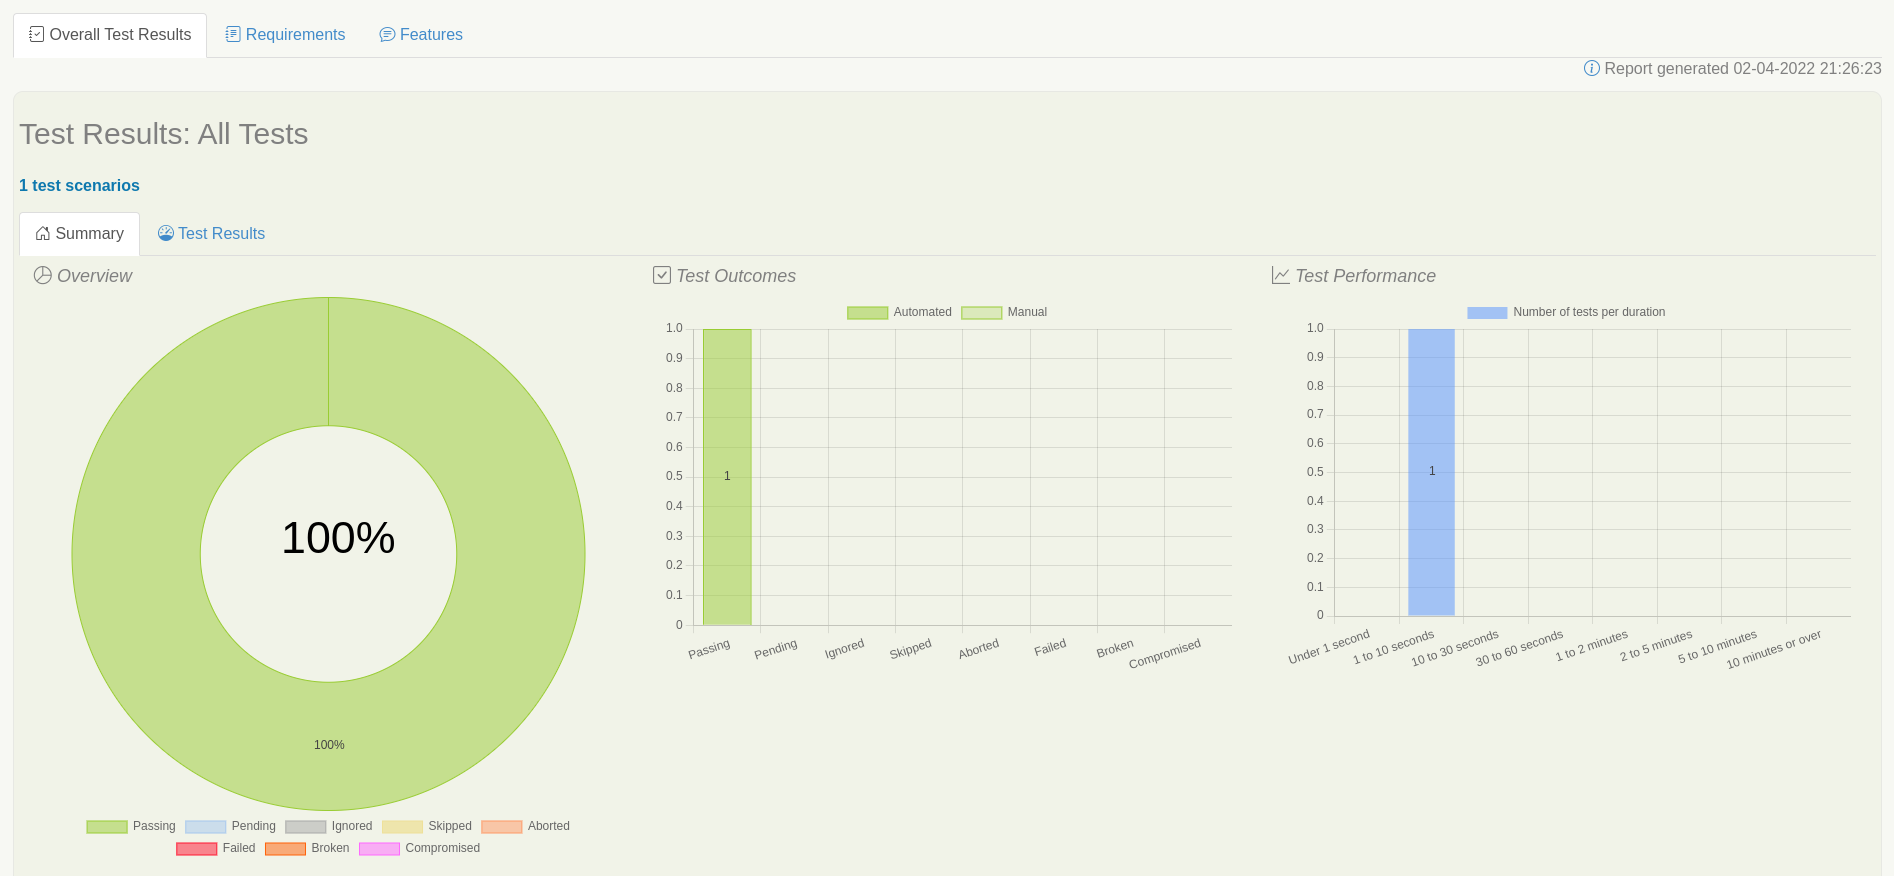 Overall Test Results
Requirements
Features
Report generated 02-04-2022 21:26:23
Test Results: All Tests
1 test scenarios
Summary
Test Results
Overview
100%
100%
Passing
Pending
Ignored
Skipped
Aborted
Failed
Broken
Compromised
Test Outcomes
Automated
Manual
1.0
0.9
0.8
0.7
0.6
0.5
0.4
0.3
0.2
0.1
0
1
Passing
Pending
Ignored
Skipped
Aborted
Failed
Broken
Compromised
Test Performance
Number of tests per duration
1.0
0.9
0.8
0.7
0.6
0.5
0.4
0.3
0.2
0.1
0
1
Under 1 second
1 to 10 seconds
10 to 30 seconds
30 to 60 seconds
1 to 2 minutes
2 to 5 minutes
5 to 10 minutes
10 minutes or over